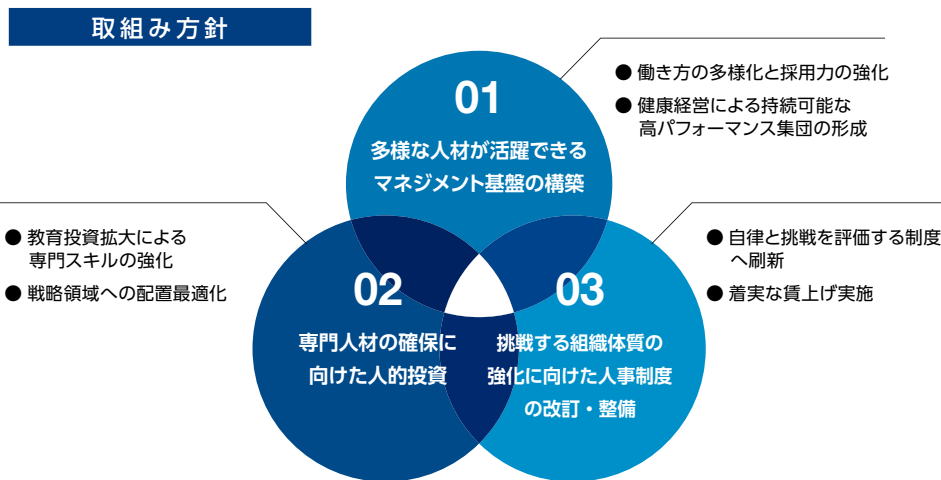 取組み方針
01
多様な人材が活躍できる
マネジメント基盤の構築
● 働き方の多様化と採用力の強化
● 健康経営による持続可能な
高パフォーマンス集団の形成
● 教育投資拡大による
専門スキルの強化
● 戦略領域への配置最適化
02
専門人材の確保に
向けた人的投資
03
挑戦する組織体質の
強化に向けた人事制度
の改訂・整備
● 自律と挑戦を評価する制度
へ刷新
● 着実な賃上げ実施